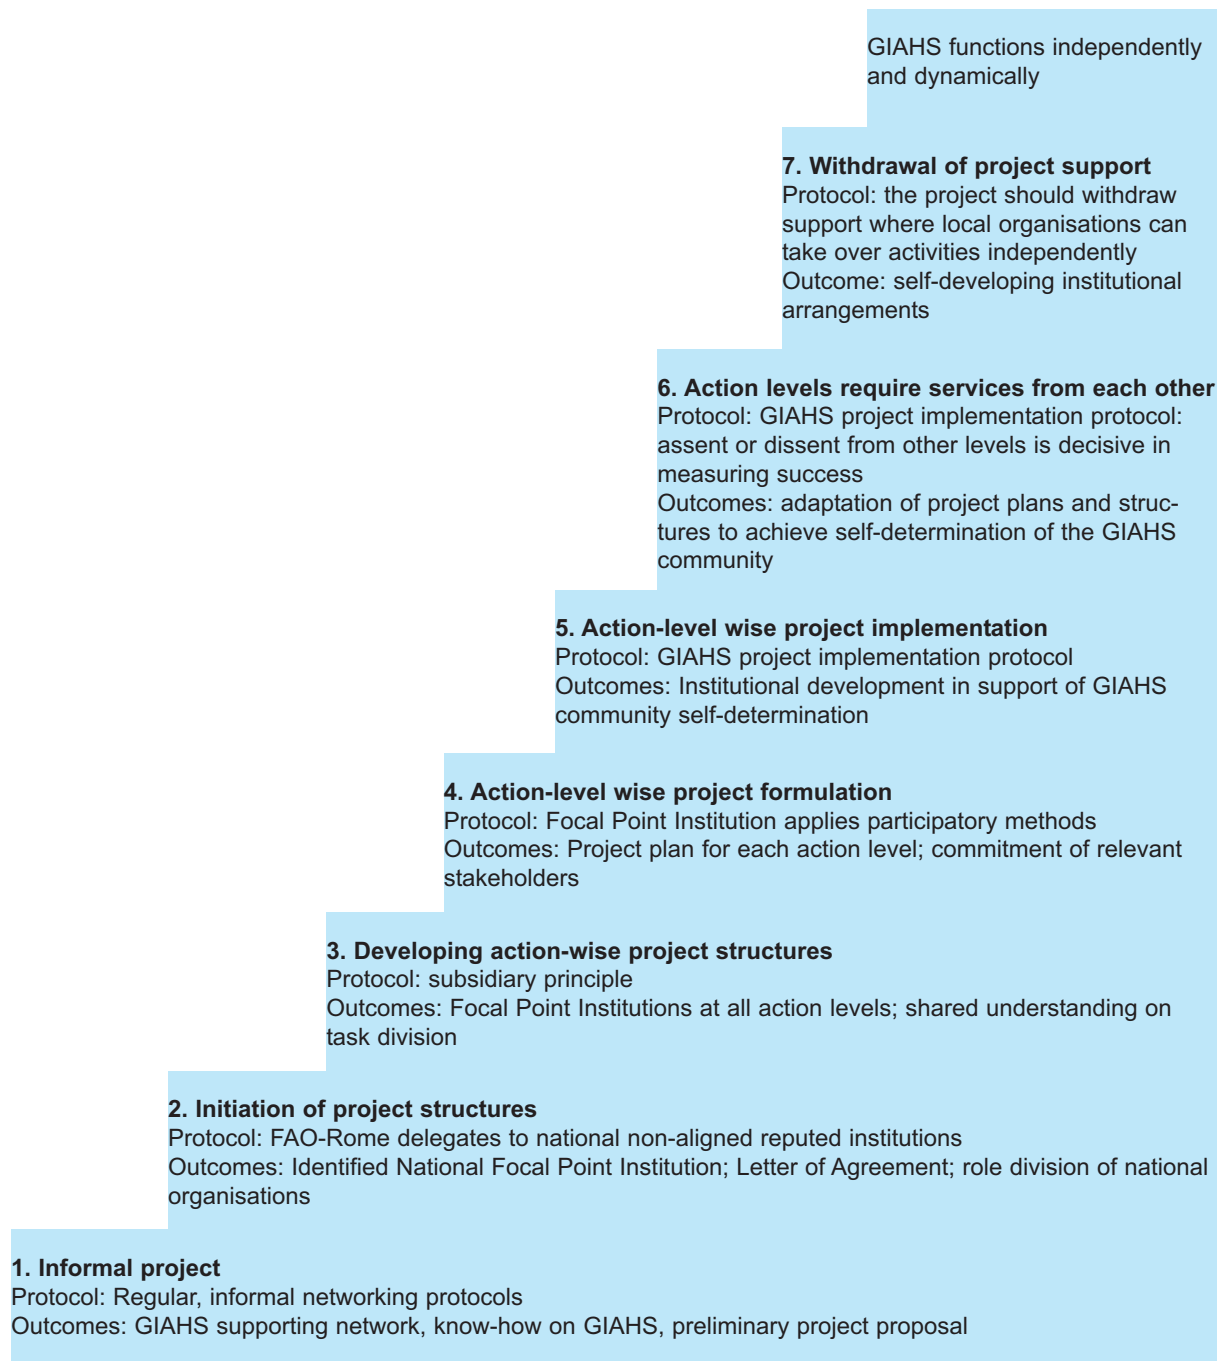 GIAHS functions independently
and dynamically
7. Withdrawal of project support
Protocol: the project should withdraw
support where local organisations can
take over activities independently
Outcome: self-developing institutional
arrangements
6. Action levels require services from each other
Protocol: GIAHS project implementation protocol:
assent or dissent from other levels is decisive in
measuring success
Outcomes: adaptation of project plans and struc-
tures to achieve self-determination of the GIAHS
community
5. Action-level wise project implementation
Protocol: GIAHS project implementation protocol
Outcomes: Institutional development in support of GIAHS
community self-determination
4. Action-level wise project formulation
Protocol: Focal Point Institution applies participatory methods
Outcomes: Project plan for each action level; commitment of relevant
stakeholders
3. Developing action-wise project structures
Protocol: subsidiary principle
Outcomes: Focal Point Institutions at all action levels; shared understanding on
task division
2. Initiation of project structures
Protocol: FAO-Rome delegates to national non-aligned reputed institutions
Outcomes: Identified National Focal Point Institution; Letter of Agreement; role division of national
organisations
1. Informal project
Protocol: Regular, informal networking protocols
Outcomes: GIAHS supporting network, know-how on GIAHS, preliminary project proposal